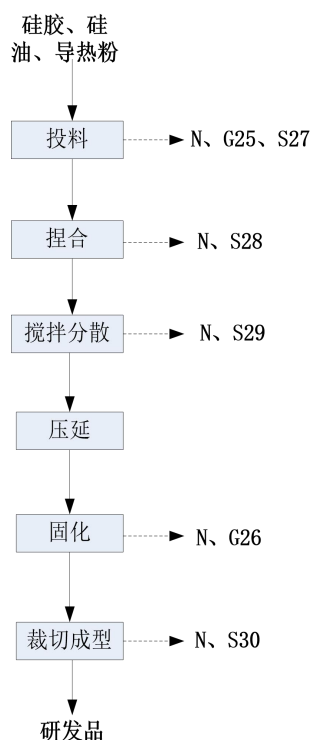 硅胶、硅
油、导热粉
投料
N、G25、S27
捏合
N、S28
搅拌分散
N、S29
压延
固化
N、G26
裁切成型
N、S30
研发品